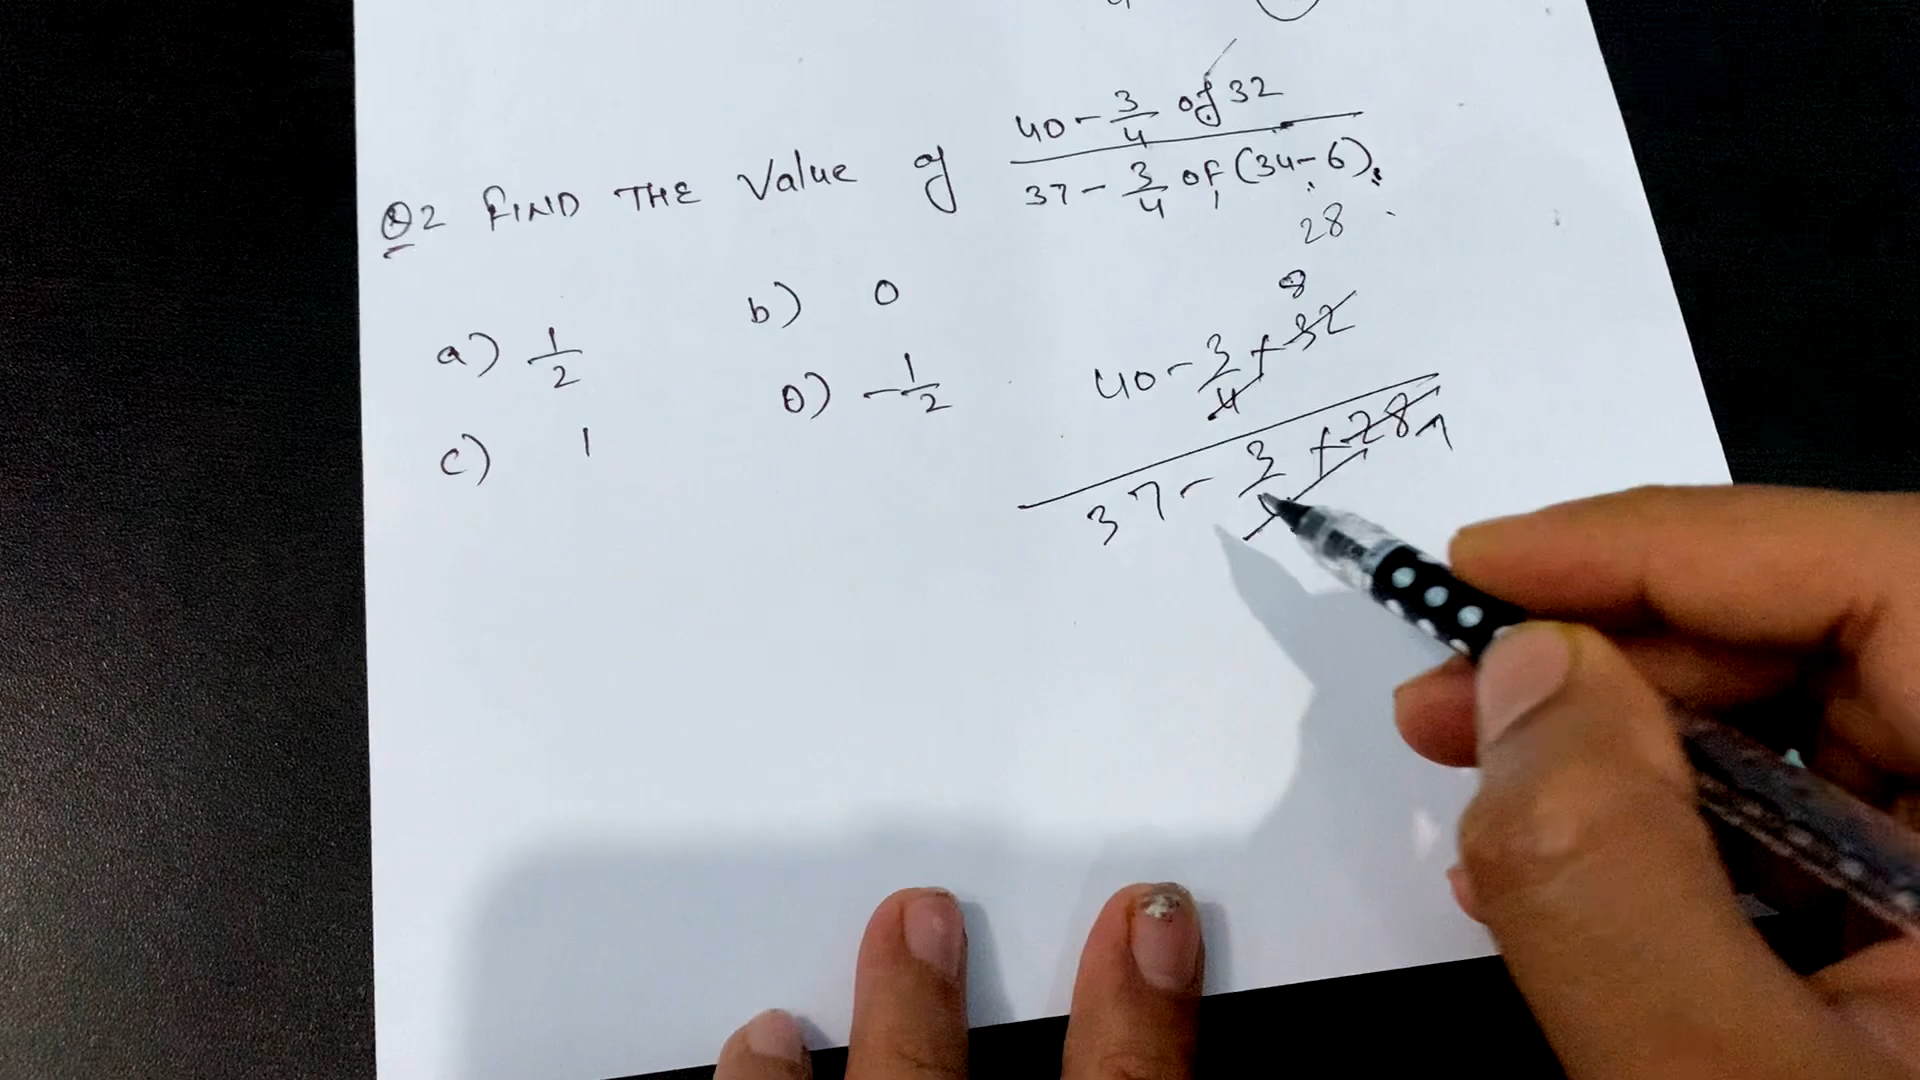 Q2 FIND THE Value of (40 - 3/4 of 32) / (37 - 3/4 of (34-6))
28
a) 1/2
b) 0
c) 1
D) -1/2
8
40 - 3/4 × 32
37 - 3/4 × 28 7